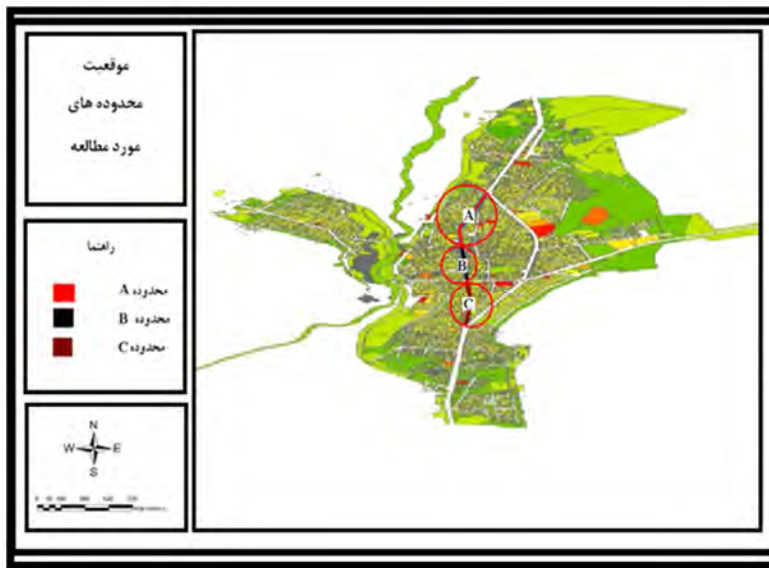 موقعیت
محدوده های
مورد مطالعه
راهنما
محدوده A
محدوده B
محدوده C
N
W E
S
A
B
C